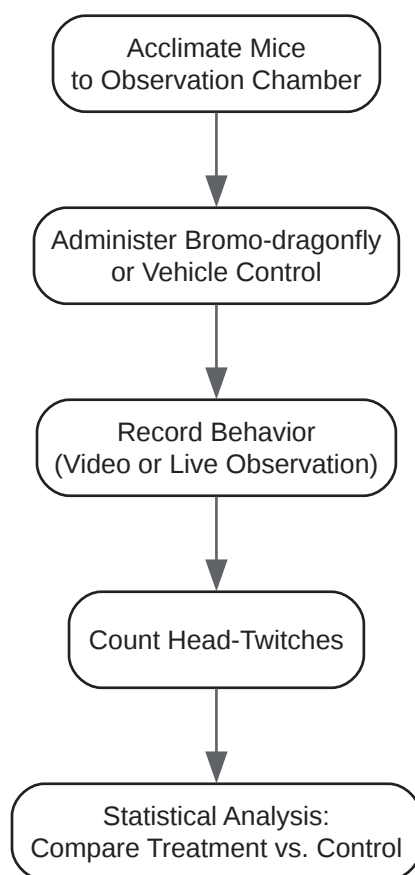 Acclimate Mice
to Observation Chamber
Administer Bromo-dragonfly
or Vehicle Control
Record Behavior
(Video or Live Observation)
Count Head-Twitches
Statistical Analysis:
Compare Treatment vs. Control